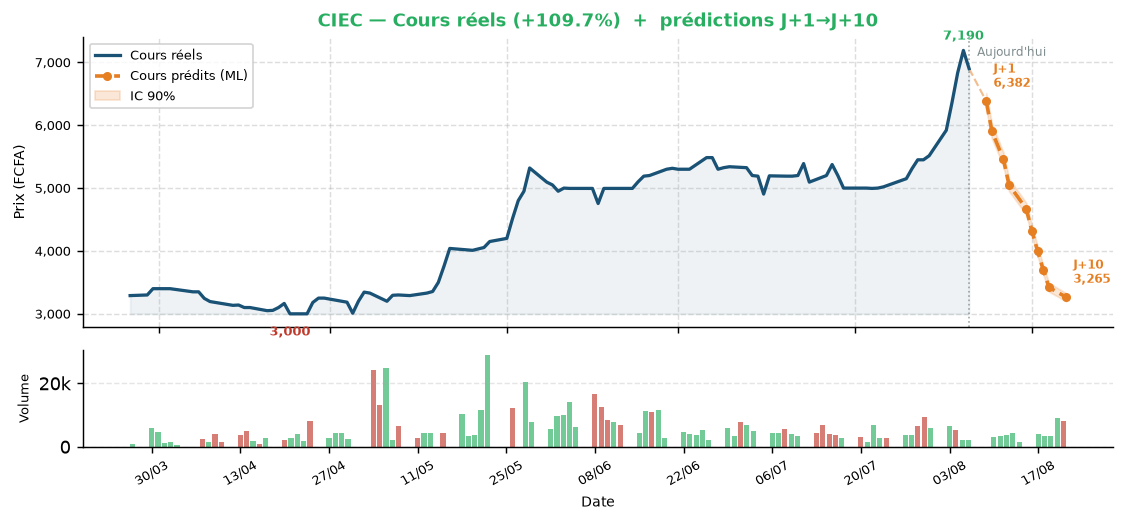 CIEC — Cours réels (+109.7%)  +  prédictions J+1→J+10
7,190
Aujourd'hui
Cours réels
Cours prédits (ML)
IC 90%
J+1
6,382
J+10
3,265
3,000
Prix (FCFA)
7,000
6,000
5,000
4,000
3,000
Volume
20k
0
30/03
13/04
27/04
11/05
25/05
08/06
22/06
06/07
20/07
03/08
17/08
Date